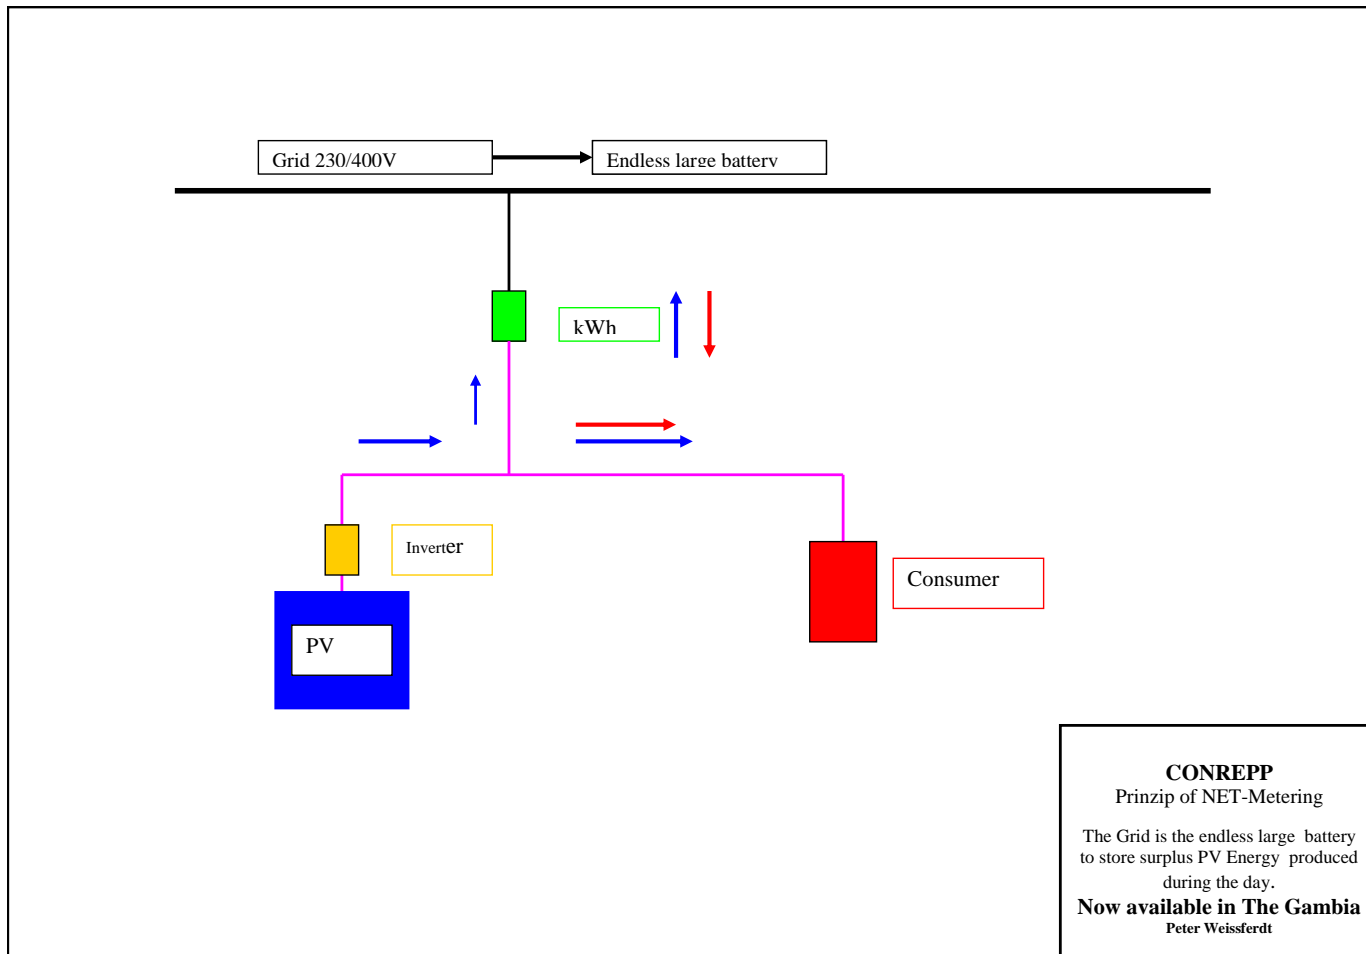 Grid 230/400V
Endless large battery
kWh
Inverter
Consumer
PV
CONREPP
Prinzip of NET-Metering
The Grid is the endless large battery
to store surplus PV Energy produced
during the day.
Now available in The Gambia
Peter Weissferdt